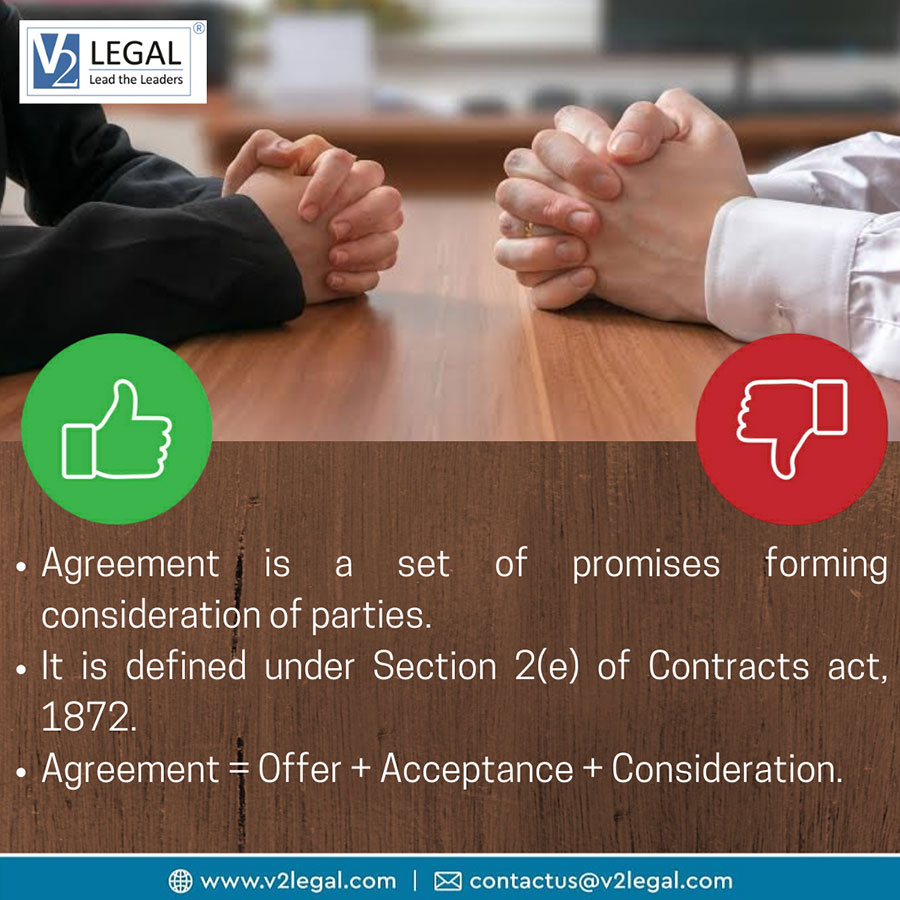 V2 LEGAL ®
Lead the Leaders
• Agreement is a set of promises forming
consideration of parties.
• It is defined under Section 2(e) of Contracts act,
1872.
• Agreement = Offer + Acceptance + Consideration.
www.v2legal.com | contactus@v2legal.com